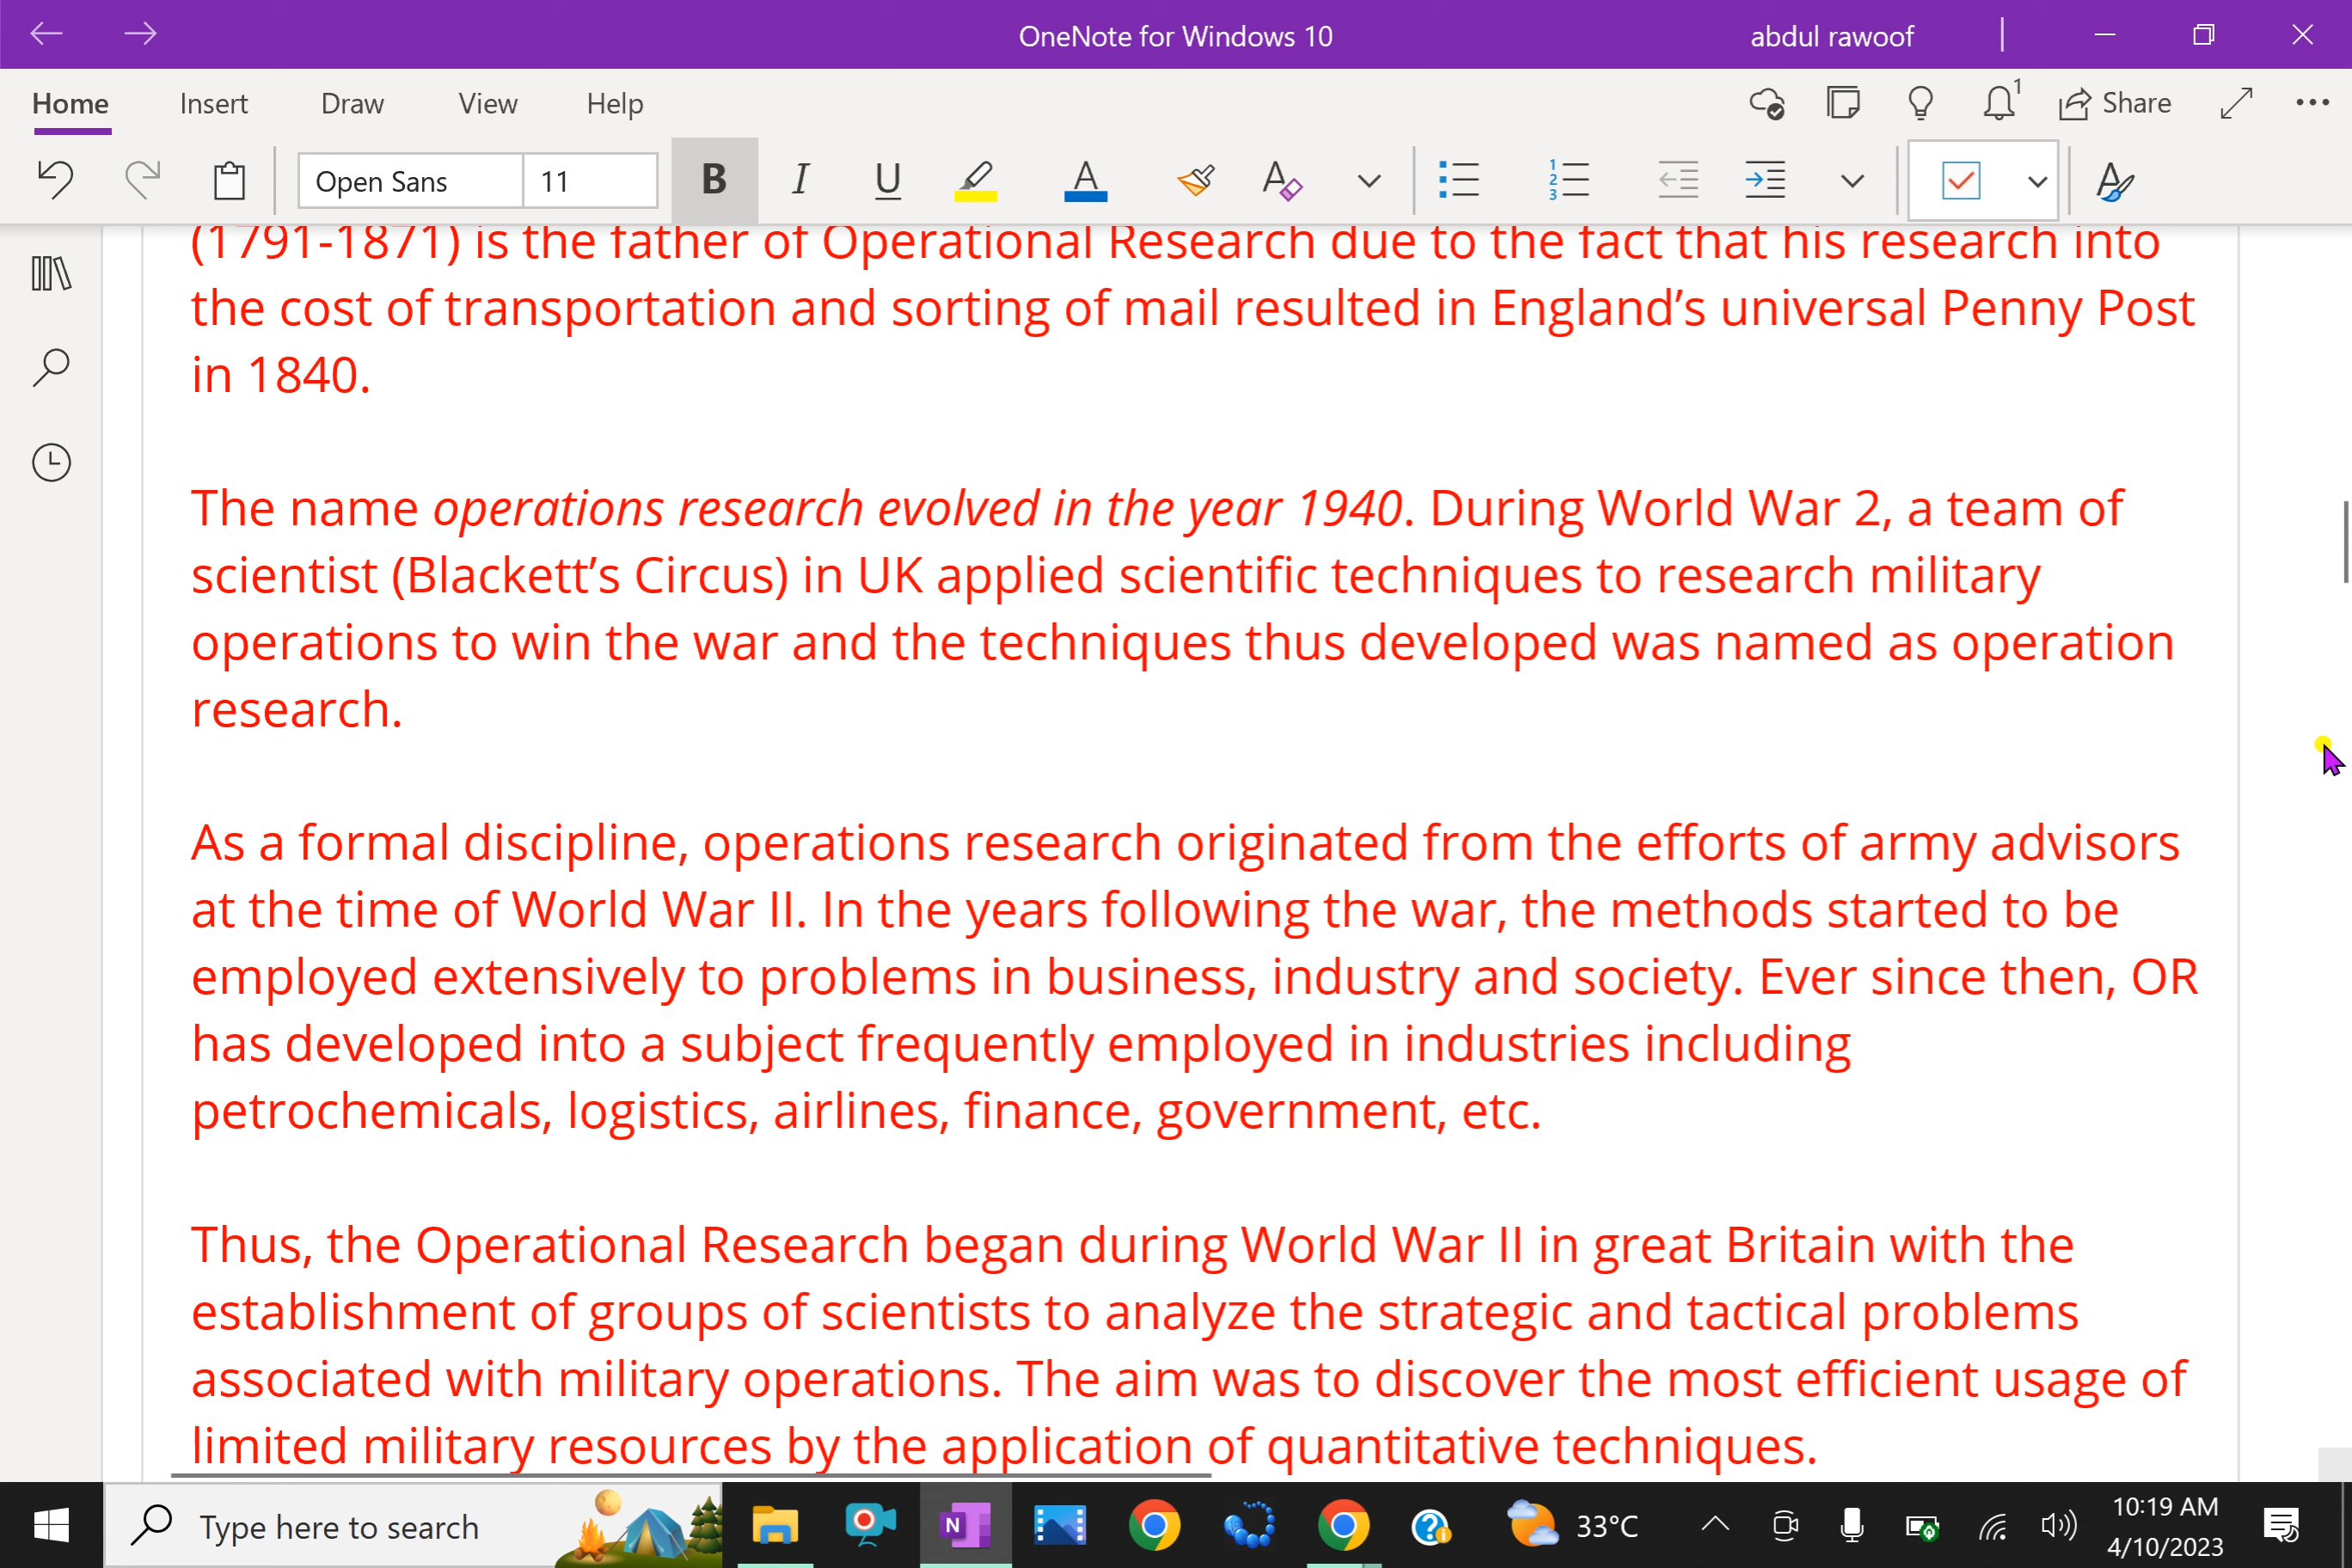 OneNote for Windows 10
abdul rawoof
Home Insert Draw View Help
1 Share
Open Sans 11 B I U A A
(1791-1871) is the father of Operational Research due to the fact that his research into
the cost of transportation and sorting of mail resulted in England’s universal Penny Post
in 1840.
The name operations research evolved in the year 1940. During World War 2, a team of
scientist (Blackett’s Circus) in UK applied scientific techniques to research military
operations to win the war and the techniques thus developed was named as operation
research.
As a formal discipline, operations research originated from the efforts of army advisors
at the time of World War II. In the years following the war, the methods started to be
employed extensively to problems in business, industry and society. Ever since then, OR
has developed into a subject frequently employed in industries including
petrochemicals, logistics, airlines, finance, government, etc.
Thus, the Operational Research began during World War II in great Britain with the
establishment of groups of scientists to analyze the strategic and tactical problems
associated with military operations. The aim was to discover the most efficient usage of
limited military resources by the application of quantitative techniques.
Type here to search
N
33°C
10:19 AM
4/10/2023